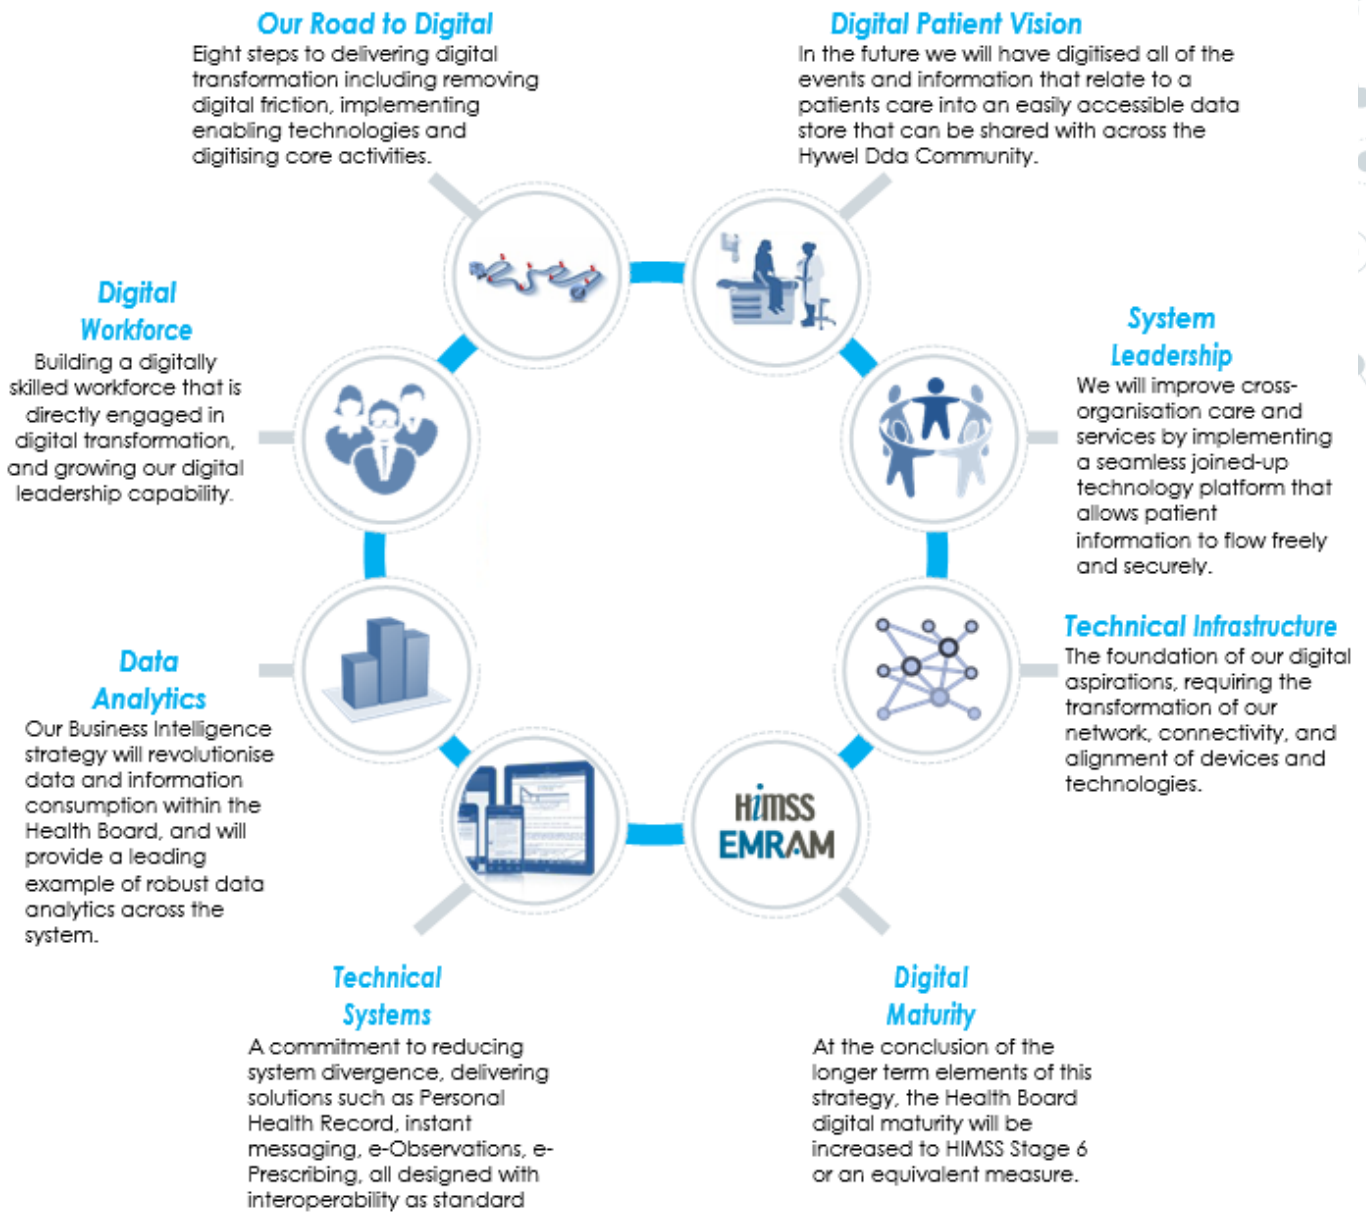 Our Road to Digital
Eight steps to delivering digital
transformation including removing
digital friction, implementing
enabling technologies and
digitising core activities.
Digital Patient Vision
In the future we will have digitised all of the
events and information that relate to a
patients care into an easily accessible data
store that can be shared with across the
Hywel Dda Community.
System
Leadership
We will improve cross-
organisation care and
services by implementing
a seamless joined-up
technology platform that
allows patient
information to flow freely
and securely.
Technical Infrastructure
The foundation of our digital
aspirations, requiring the
transformation of our
network, connectivity, and
alignment of devices and
technologies.
HiMSS
EMRAM
Digital
Maturity
At the conclusion of the
longer term elements of this
strategy, the Health Board
digital maturity will be
increased to HIMSS Stage 6
or an equivalent measure.
Technical
Systems
A commitment to reducing
system divergence, delivering
solutions such as Personal
Health Record, instant
messaging, e-Observations, e-
Prescribing, all designed with
interoperability as standard
Data
Analytics
Our Business Intelligence
strategy will revolutionise
data and information
consumption within the
Health Board, and will
provide a leading
example of robust data
analytics across the
system.
Digital
Workforce
Building a digitally
skilled workforce that is
directly engaged in
digital transformation,
and growing our digital
leadership capability.